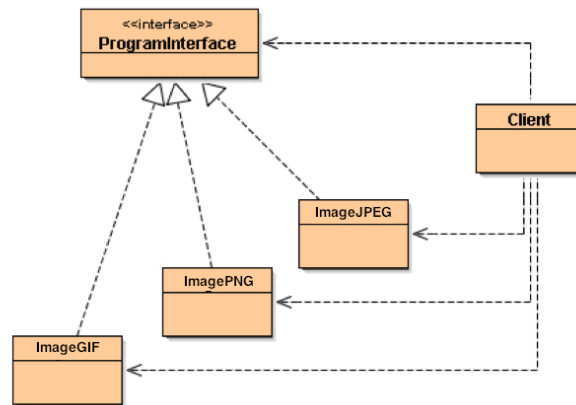 <<interface>>
ProgramInterface
Client
ImageJPEG
ImagePNG
ImageGIF